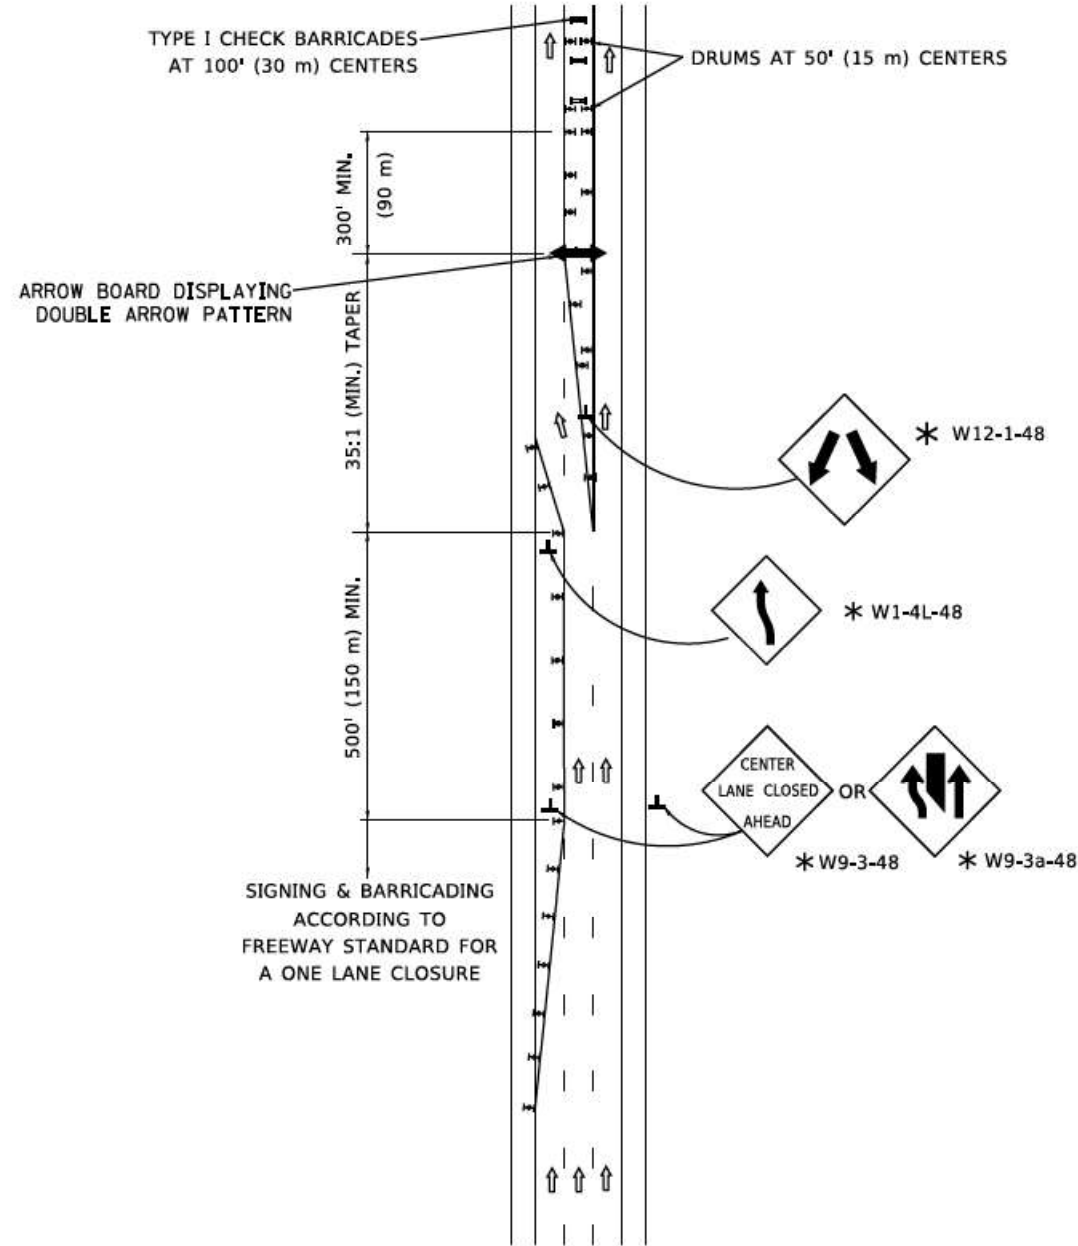 TYPE I CHECK BARRICADES
AT 100' (30 m) CENTERS
DRUMS AT 50' (15 m) CENTERS
300' MIN.
(90 m)
ARROW BOARD DISPLAYING
DOUBLE ARROW PATTERN
35:1 (MIN.) TAPER
* W12-1-48
* W1-4L-48
500' (150 m) MIN.
CENTER
LANE CLOSED
AHEAD
OR
* W9-3-48
* W9-3a-48
SIGNING & BARRICADING
ACCORDING TO
FREEWAY STANDARD FOR
A ONE LANE CLOSURE